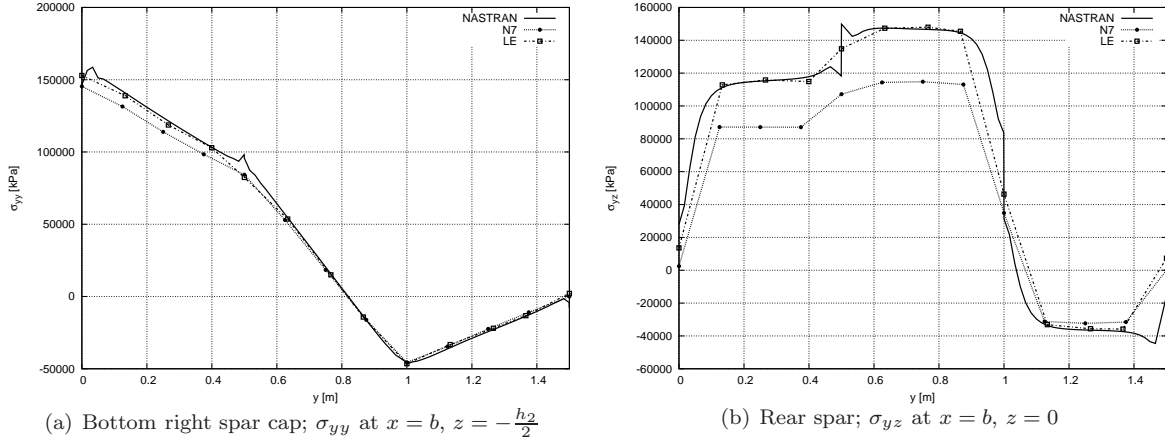 NASTRAN
N7
LE
200000
150000
100000
50000
0
-50000
0 0.2 0.4 0.6 0.8 1 1.2 1.4
σyy [kPa]
y [m]
(a) Bottom right spar cap; σyy at x = b, z = −h2/2
NASTRAN
N7
LE
160000
140000
120000
100000
80000
60000
40000
20000
0
-20000
-40000
-60000
0 0.2 0.4 0.6 0.8 1 1.2 1.4
σyz [kPa]
y [m]
(b) Rear spar; σyz at x = b, z = 0